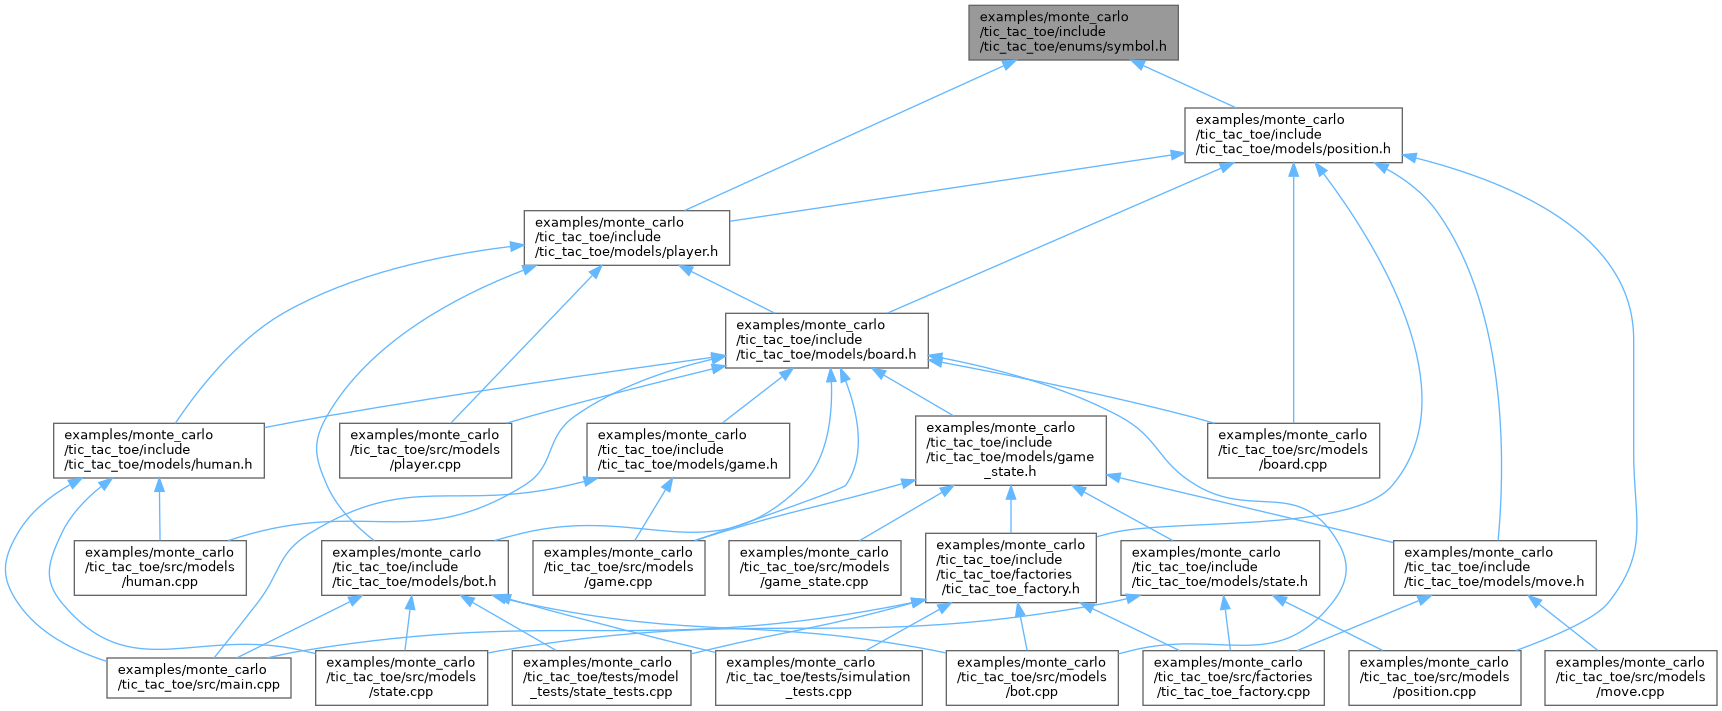 examples/monte_carlo
/tic_tac_toe/include
/tic_tac_toe/enums/symbol.h
examples/monte_carlo
/tic_tac_toe/include
/tic_tac_toe/models/position.h
examples/monte_carlo
/tic_tac_toe/include
/tic_tac_toe/models/player.h
examples/monte_carlo
/tic_tac_toe/include
/tic_tac_toe/models/board.h
examples/monte_carlo
/tic_tac_toe/include
/tic_tac_toe/models/human.h
examples/monte_carlo
/tic_tac_toe/src/models
/player.cpp
examples/monte_carlo
/tic_tac_toe/include
/tic_tac_toe/models/game.h
examples/monte_carlo
/tic_tac_toe/include
/tic_tac_toe/models/game
_state.h
examples/monte_carlo
/tic_tac_toe/src/models
/board.cpp
examples/monte_carlo
/tic_tac_toe/src/models
/human.cpp
examples/monte_carlo
/tic_tac_toe/include
/tic_tac_toe/models/bot.h
examples/monte_carlo
/tic_tac_toe/src/models
/game.cpp
examples/monte_carlo
/tic_tac_toe/src/models
/game_state.cpp
examples/monte_carlo
/tic_tac_toe/include
/tic_tac_toe/factories
/tic_tac_toe_factory.h
examples/monte_carlo
/tic_tac_toe/include
/tic_tac_toe/models/state.h
examples/monte_carlo
/tic_tac_toe/include
/tic_tac_toe/models/move.h
examples/monte_carlo
/tic_tac_toe/src/main.cpp
examples/monte_carlo
/tic_tac_toe/src/models
/state.cpp
examples/monte_carlo
/tic_tac_toe/tests/model
_tests/state_tests.cpp
examples/monte_carlo
/tic_tac_toe/tests/simulation
_tests.cpp
examples/monte_carlo
/tic_tac_toe/src/models
/bot.cpp
examples/monte_carlo
/tic_tac_toe/src/factories
/tic_tac_toe_factory.cpp
examples/monte_carlo
/tic_tac_toe/src/models
/position.cpp
examples/monte_carlo
/tic_tac_toe/src/models
/move.cpp